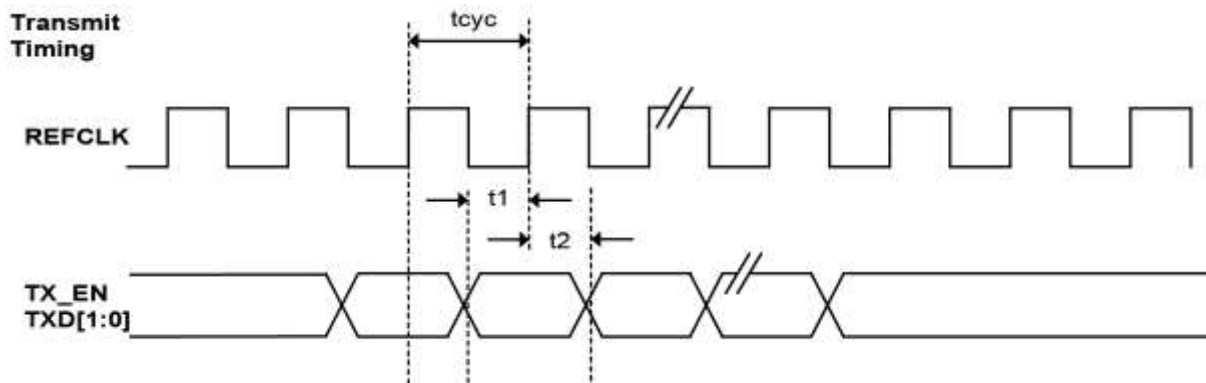 Transmit
Timing
tcyc
REFCLK
t1
t2
TX_EN
TXD[1:0]